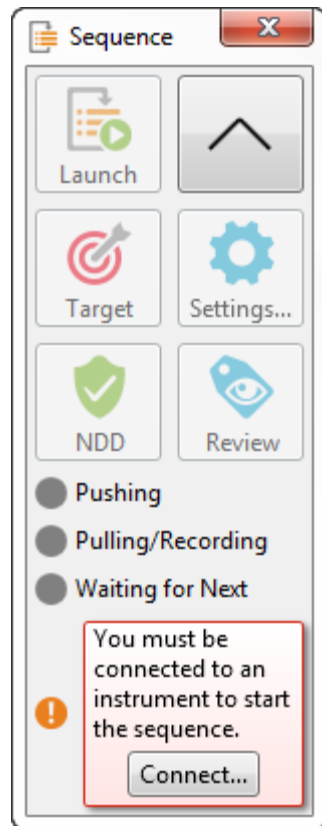 Sequence
Launch
Target
Settings...
NDD
Review
Pushing
Pulling/Recording
Waiting for Next
You must be
connected to an
instrument to start
the sequence.
Connect...